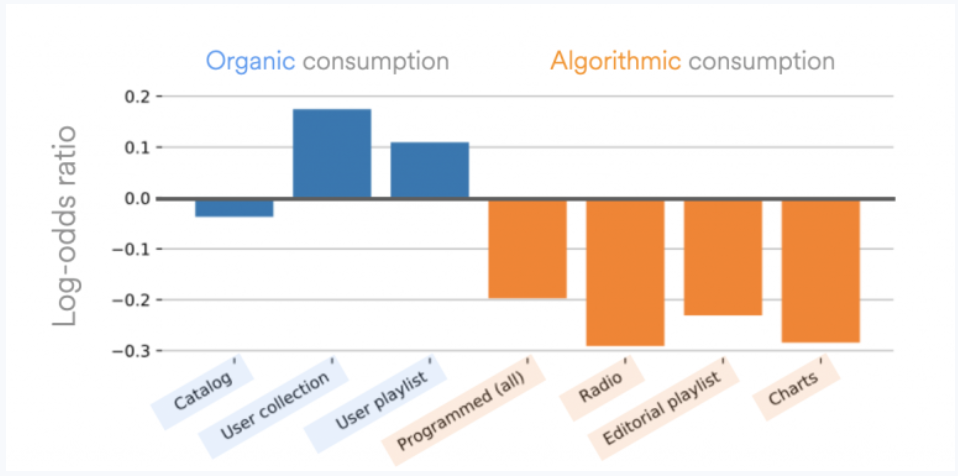 Organic consumption
Algorithmic consumption
Log-odds ratio
0.2
0.1
0.0
−0.1
−0.2
−0.3
Catalog
User collection
User playlist
Programmed (all)
Radio
Editorial playlist
Charts